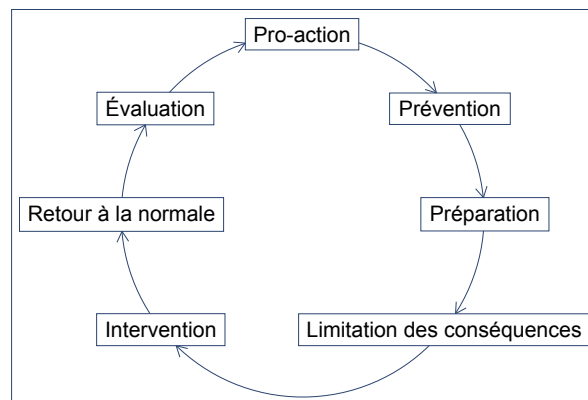 Pro-action
Prévention
Préparation
Limitation des conséquences
Intervention
Retour à la normale
Évaluation